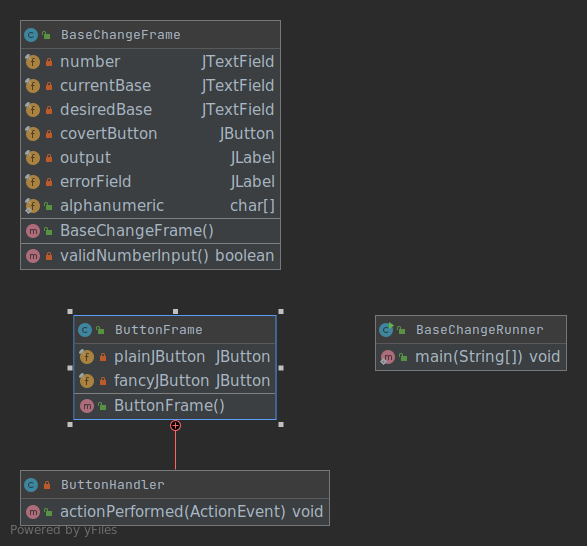 BaseChangeFrame
number JTextField
currentBase JTextField
desiredBase JTextField
covertButton JButton
output JLabel
errorField JLabel
alphanumeric char[]
BaseChangeFrame()
validNumberInput() boolean
ButtonFrame
plainJButton JButton
fancyJButton JButton
ButtonFrame()
BaseChangeRunner
main(String[]) void
ButtonHandler
actionPerformed(ActionEvent) void
Powered by yFiles